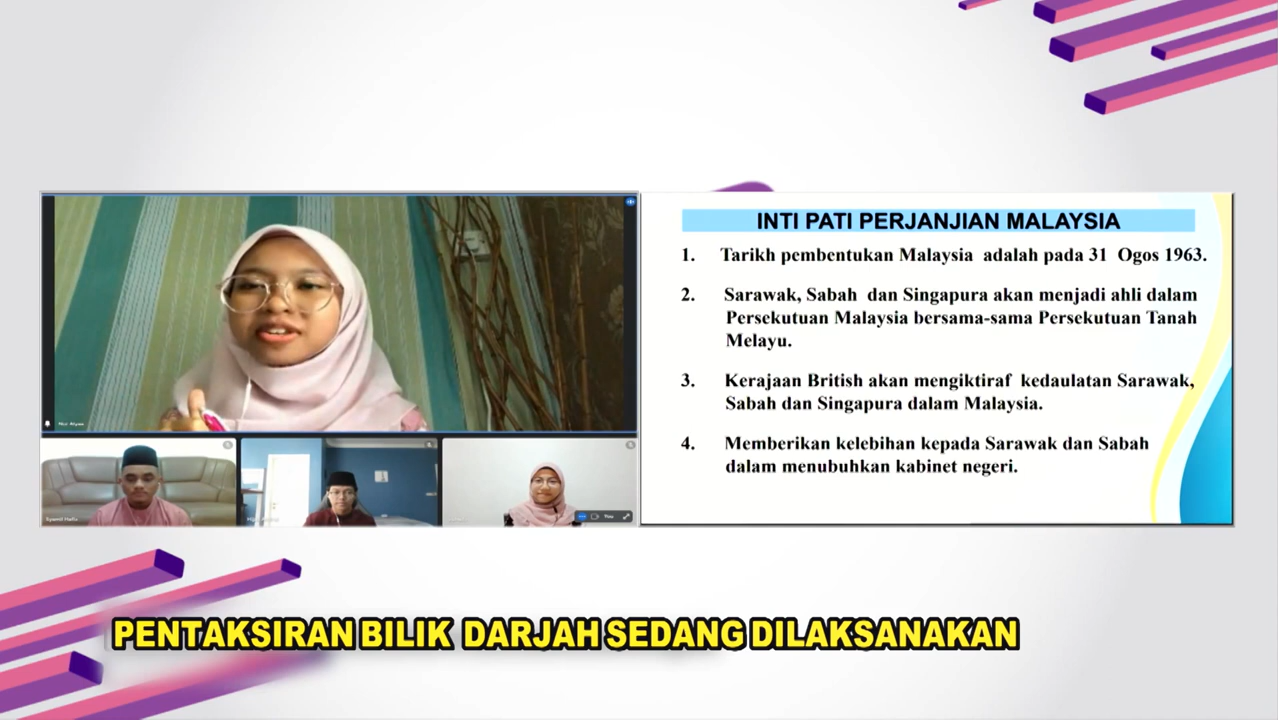 INTI PATI PERJANJIAN MALAYSIA
1. Tarikh pembentukan Malaysia adalah pada 31 Ogos 1963.
2. Sarawak, Sabah dan Singapura akan menjadi ahli dalam
Persekutuan Malaysia bersama-sama Persekutuan Tanah
Melayu.
3. Kerajaan British akan mengiktiraf kedaulatan Sarawak,
Sabah dan Singapura dalam Malaysia.
4. Memberikan kelebihan kepada Sarawak dan Sabah
dalam menubuhkan kabinet negeri.
You
PENTAKSIRAN BILIK DARJAH SEDANG DILAKSANAKAN